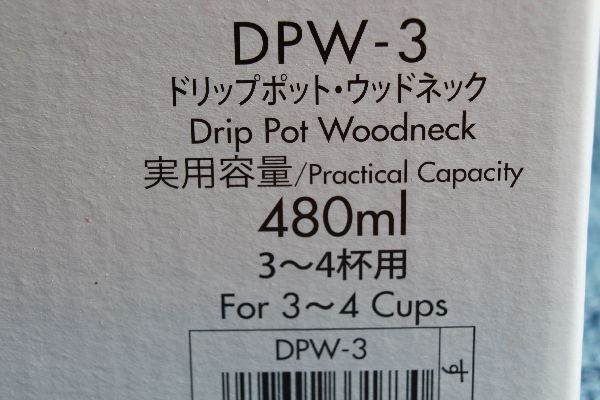 DPW-3
ドリップポット・ウッドネック
Drip Pot Woodneck
実用容量/Practical Capacity
480ml
3〜4杯用
For 3〜4 Cups
DPW-3
す